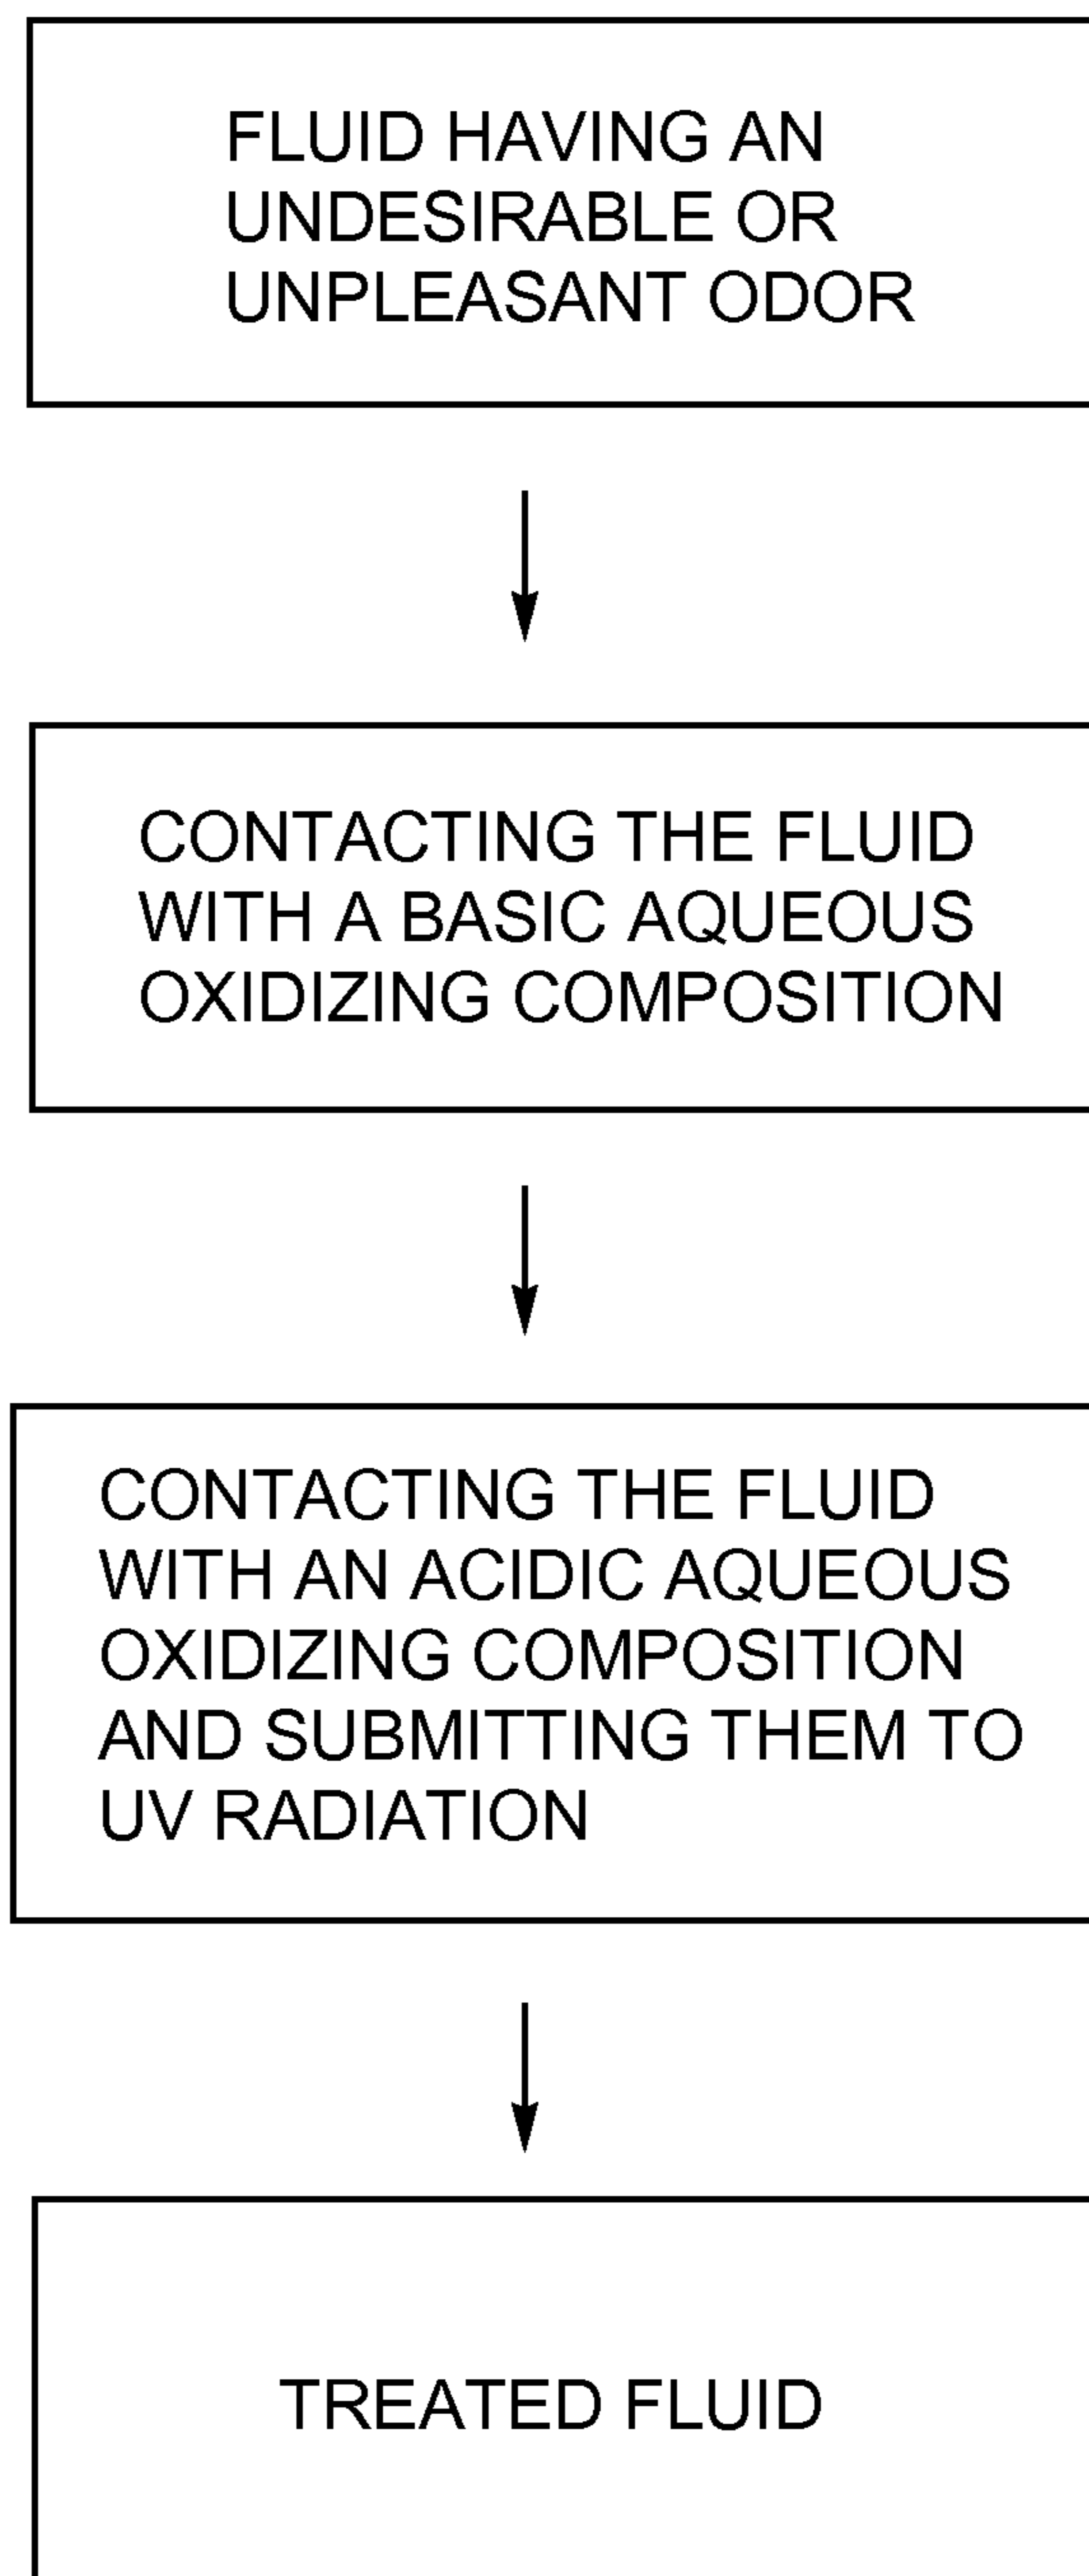 FLUID HAVING AN
UNDESIRABLE OR
UNPLEASANT ODOR
CONTACTING THE FLUID
WITH A BASIC AQUEOUS
OXIDIZING COMPOSITION
CONTACTING THE FLUID
WITH AN ACIDIC AQUEOUS
OXIDIZING COMPOSITION
AND SUBMITTING THEM TO
UV RADIATION
TREATED FLUID